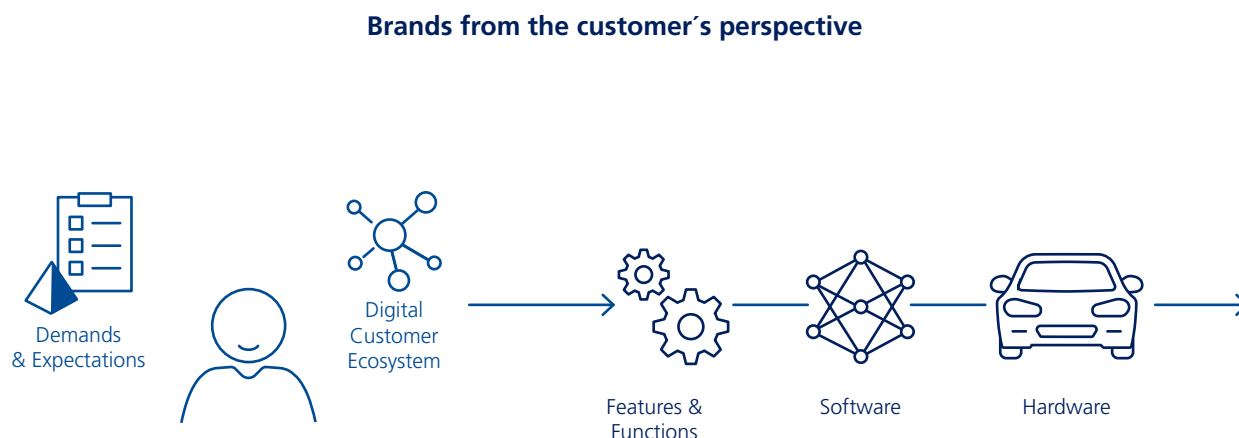 Brands from the customer´s perspective
Demands
& Expectations
Digital
Customer
Ecosystem
Features &
Functions
Software
Hardware